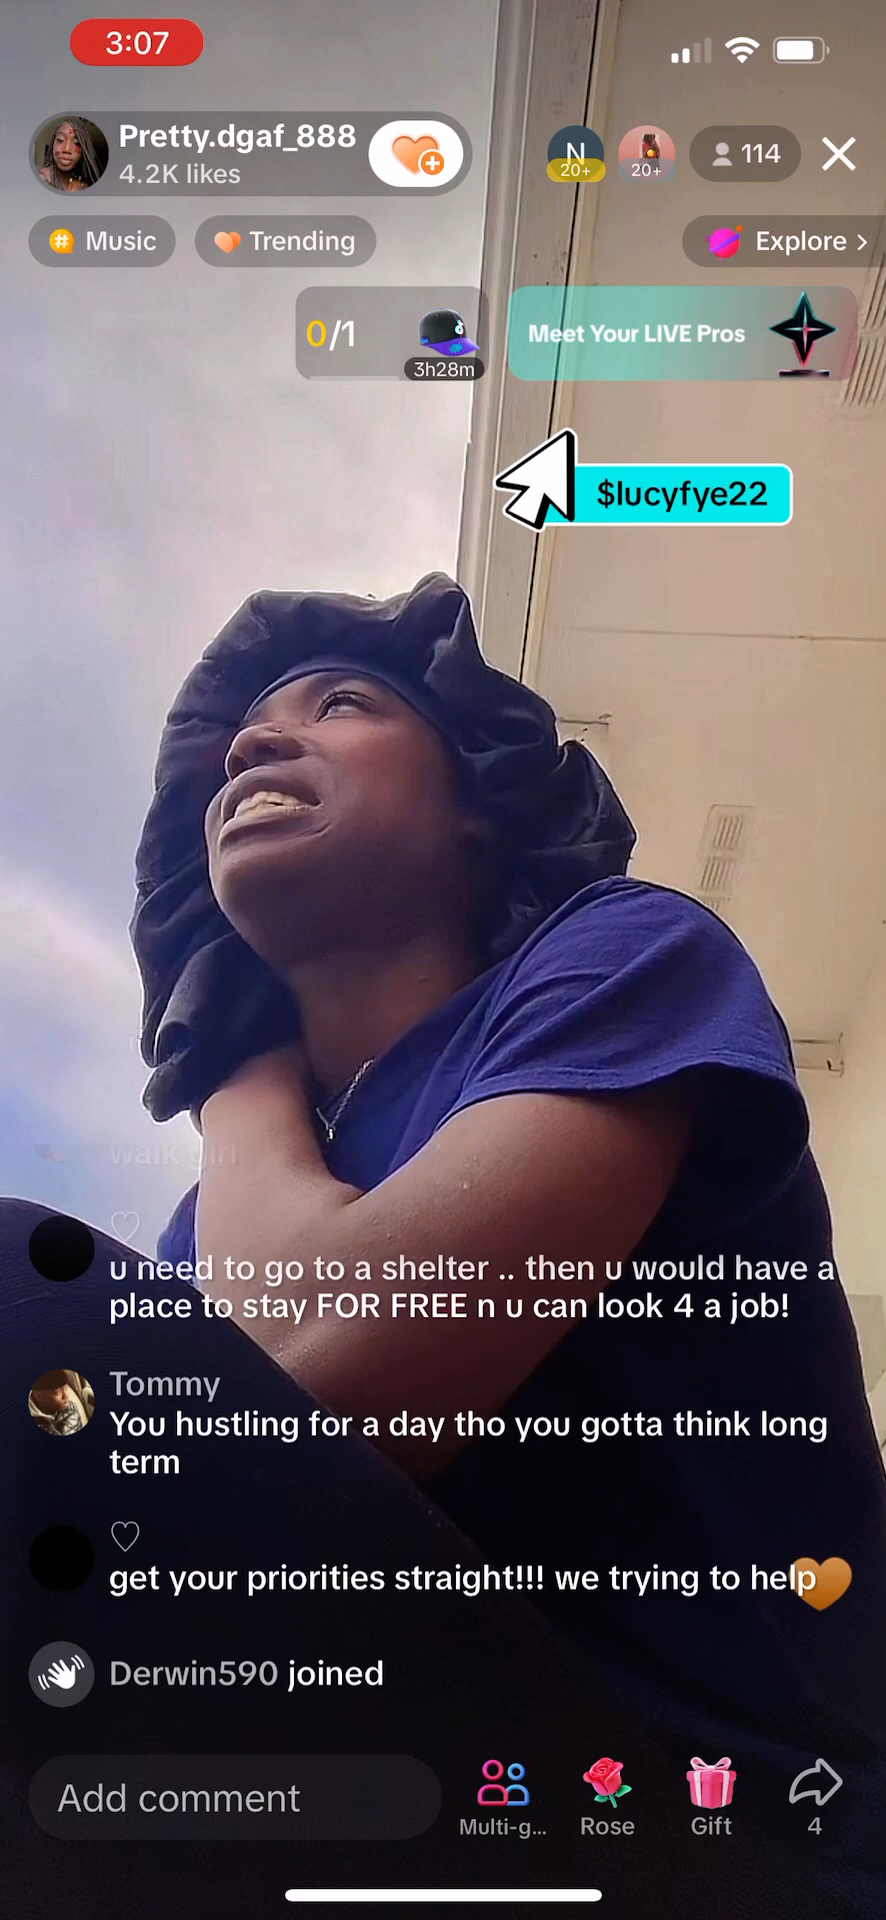 3:07
Pretty.dgaf_888
4.2K likes
N
20+
20+
114
Music
Trending
Explore >
0/1
3h28m
Meet Your LIVE Pros
$lucyfye22
walk girl
♡
u need to go to a shelter .. then u would have a
place to stay FOR FREE n u can look 4 a job!
Tommy
You hustling for a day tho you gotta think long
term
♡
get your priorities straight!!! we trying to help
Derwin590 joined
Add comment
Multi-g...
Rose
Gift
4